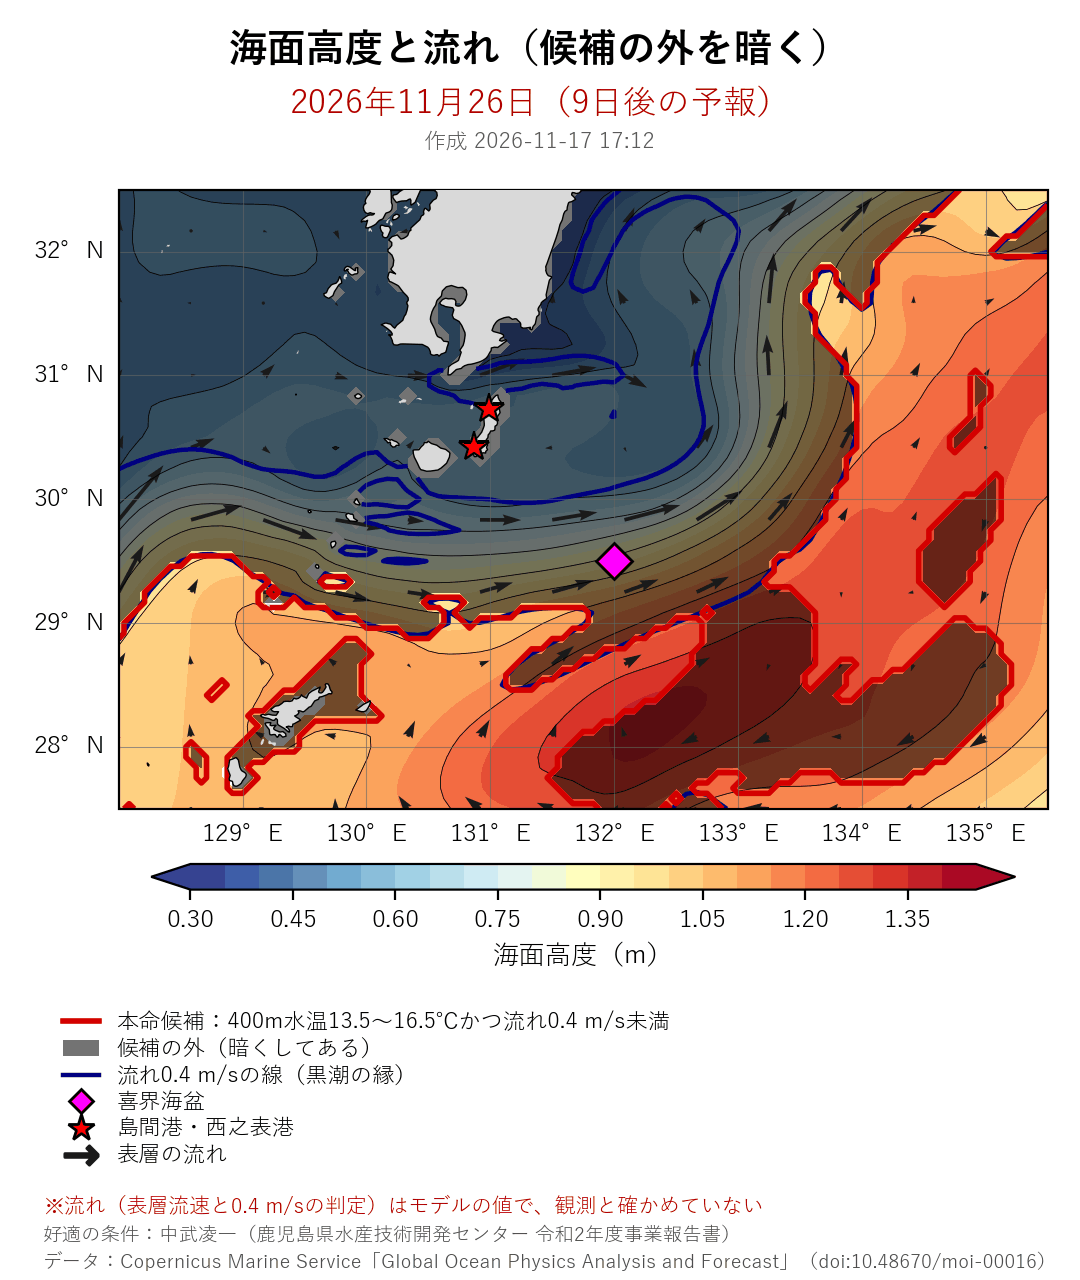 海面高度と流れ（候補の外を暗く）
2026年11月26日（9日後の予報）
作成 2026-11-17 17:12
32° N
31° N
30° N
29° N
28° N
129° E 130° E 131° E 132° E 133° E 134° E 135° E
0.30 0.45 0.60 0.75 0.90 1.05 1.20 1.35
海面高度（m）
本命候補：400m水温13.5～16.5℃かつ流れ0.4 m/s未満
候補の外（暗くしてある）
流れ0.4 m/sの線（黒潮の縁）
喜界海盆
島間港・西之表港
表層の流れ
※流れ（表層流速と0.4 m/sの判定）はモデルの値で、観測と確かめていない
好適の条件：中武凌一（鹿児島県水産技術開発センター 令和2年度事業報告書）
データ：Copernicus Marine Service「Global Ocean Physics Analysis and Forecast」（doi:10.48670/moi-00016）